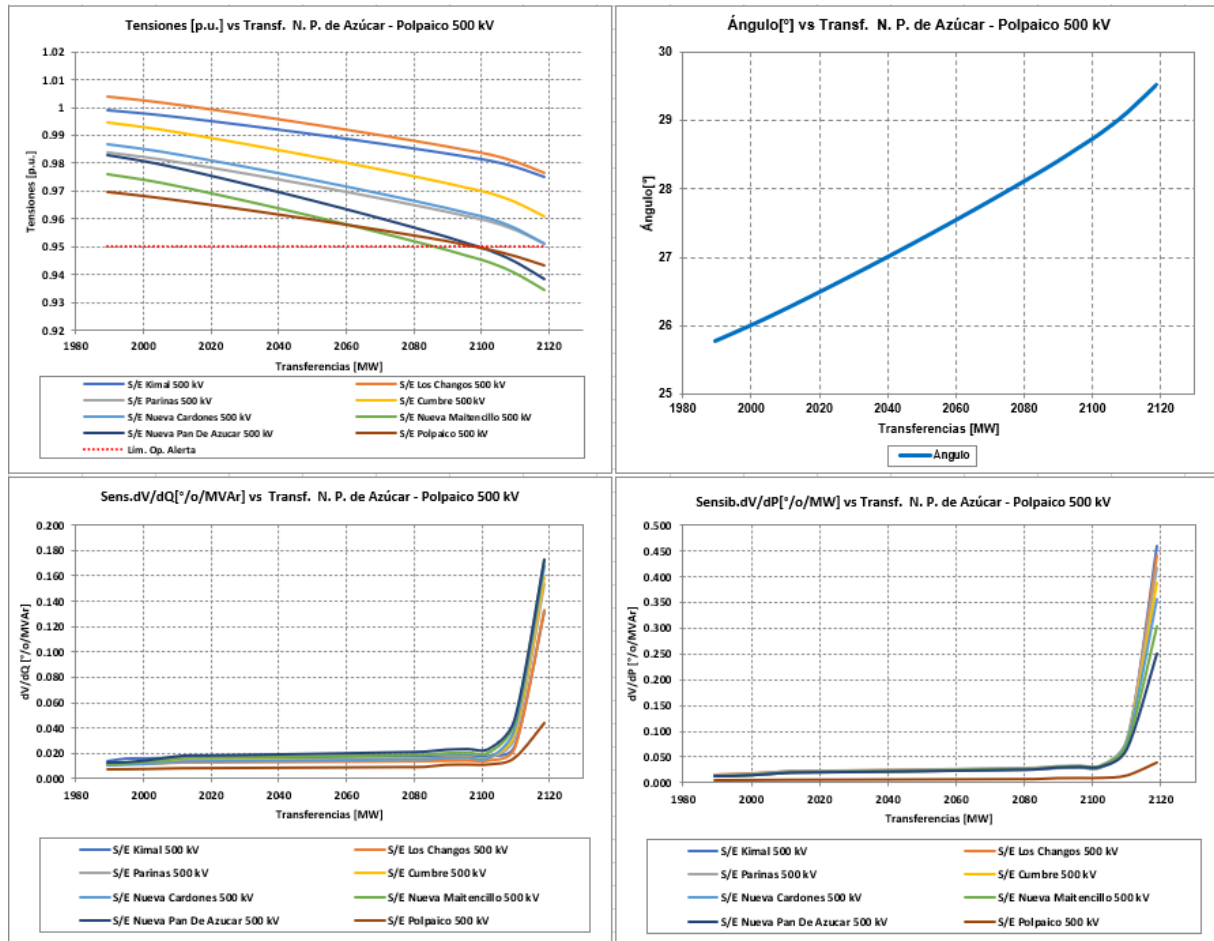 Tensiones [p.u.] vs Transf. N. P. de Azúcar - Polpaico 500 kV
Tensiones [p.u.]
1.02
1.01
1
0.99
0.98
0.97
0.96
0.95
0.94
0.93
0.92
1980 2000 2020 2040 2060 2080 2100 2120
Transferencias [MW]
S/E Kimal 500 kV S/E Los Changos 500 kV
S/E Parinas 500 kV S/E Cumbre 500 kV
S/E Nueva Cardones 500 kV S/E Nueva Maitencillo 500 kV
S/E Nueva Pan De Azucar 500 kV S/E Polpaico 500 kV
Lim. Op. Alerta
Ángulo[°] vs Transf. N. P. de Azúcar - Polpaico 500 kV
Ángulo[°]
30
29
28
27
26
25
1980 2000 2020 2040 2060 2080 2100 2120
Transferencias [MW]
Ángulo
Sens.dV/dQ[°/o/MVAr] vs Transf. N. P. de Azúcar - Polpaico 500 kV
dV/dQ [°/o/MVAr]
0.200
0.180
0.160
0.140
0.120
0.100
0.080
0.060
0.040
0.020
0.000
1980 2000 2020 2040 2060 2080 2100 2120
Transferencias [MW]
S/E Kimal 500 kV S/E Los Changos 500 kV
S/E Parinas 500 kV S/E Cumbre 500 kV
S/E Nueva Cardones 500 kV S/E Nueva Maitencillo 500 kV
S/E Nueva Pan De Azucar 500 kV S/E Polpaico 500 kV
Sensib.dV/dP[°/o/MW] vs Transf. N. P. de Azúcar - Polpaico 500 kV
dV/dP [°/o/MVAr]
0.500
0.450
0.400
0.350
0.300
0.250
0.200
0.150
0.100
0.050
0.000
1980 2000 2020 2040 2060 2080 2100 2120
Transferencias [MW]
S/E Kimal 500 kV S/E Los Changos 500 kV
S/E Parinas 500 kV S/E Cumbre 500 kV
S/E Nueva Cardones 500 kV S/E Nueva Maitencillo 500 kV
S/E Nueva Pan De Azucar 500 kV S/E Polpaico 500 kV